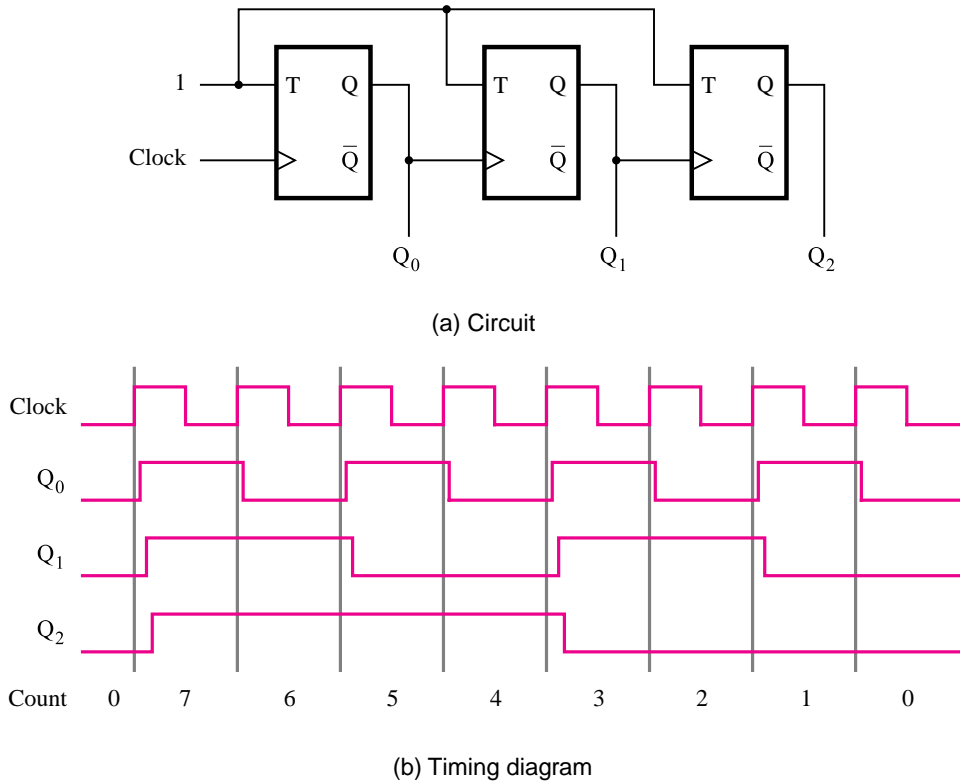 1 T Q T Q T Q
Clock Q̅ Q̅ Q̅
Q₀ Q₁ Q₂
(a) Circuit
Clock
Q₀
Q₁
Q₂
Count 0 7 6 5 4 3 2 1 0
(b) Timing diagram